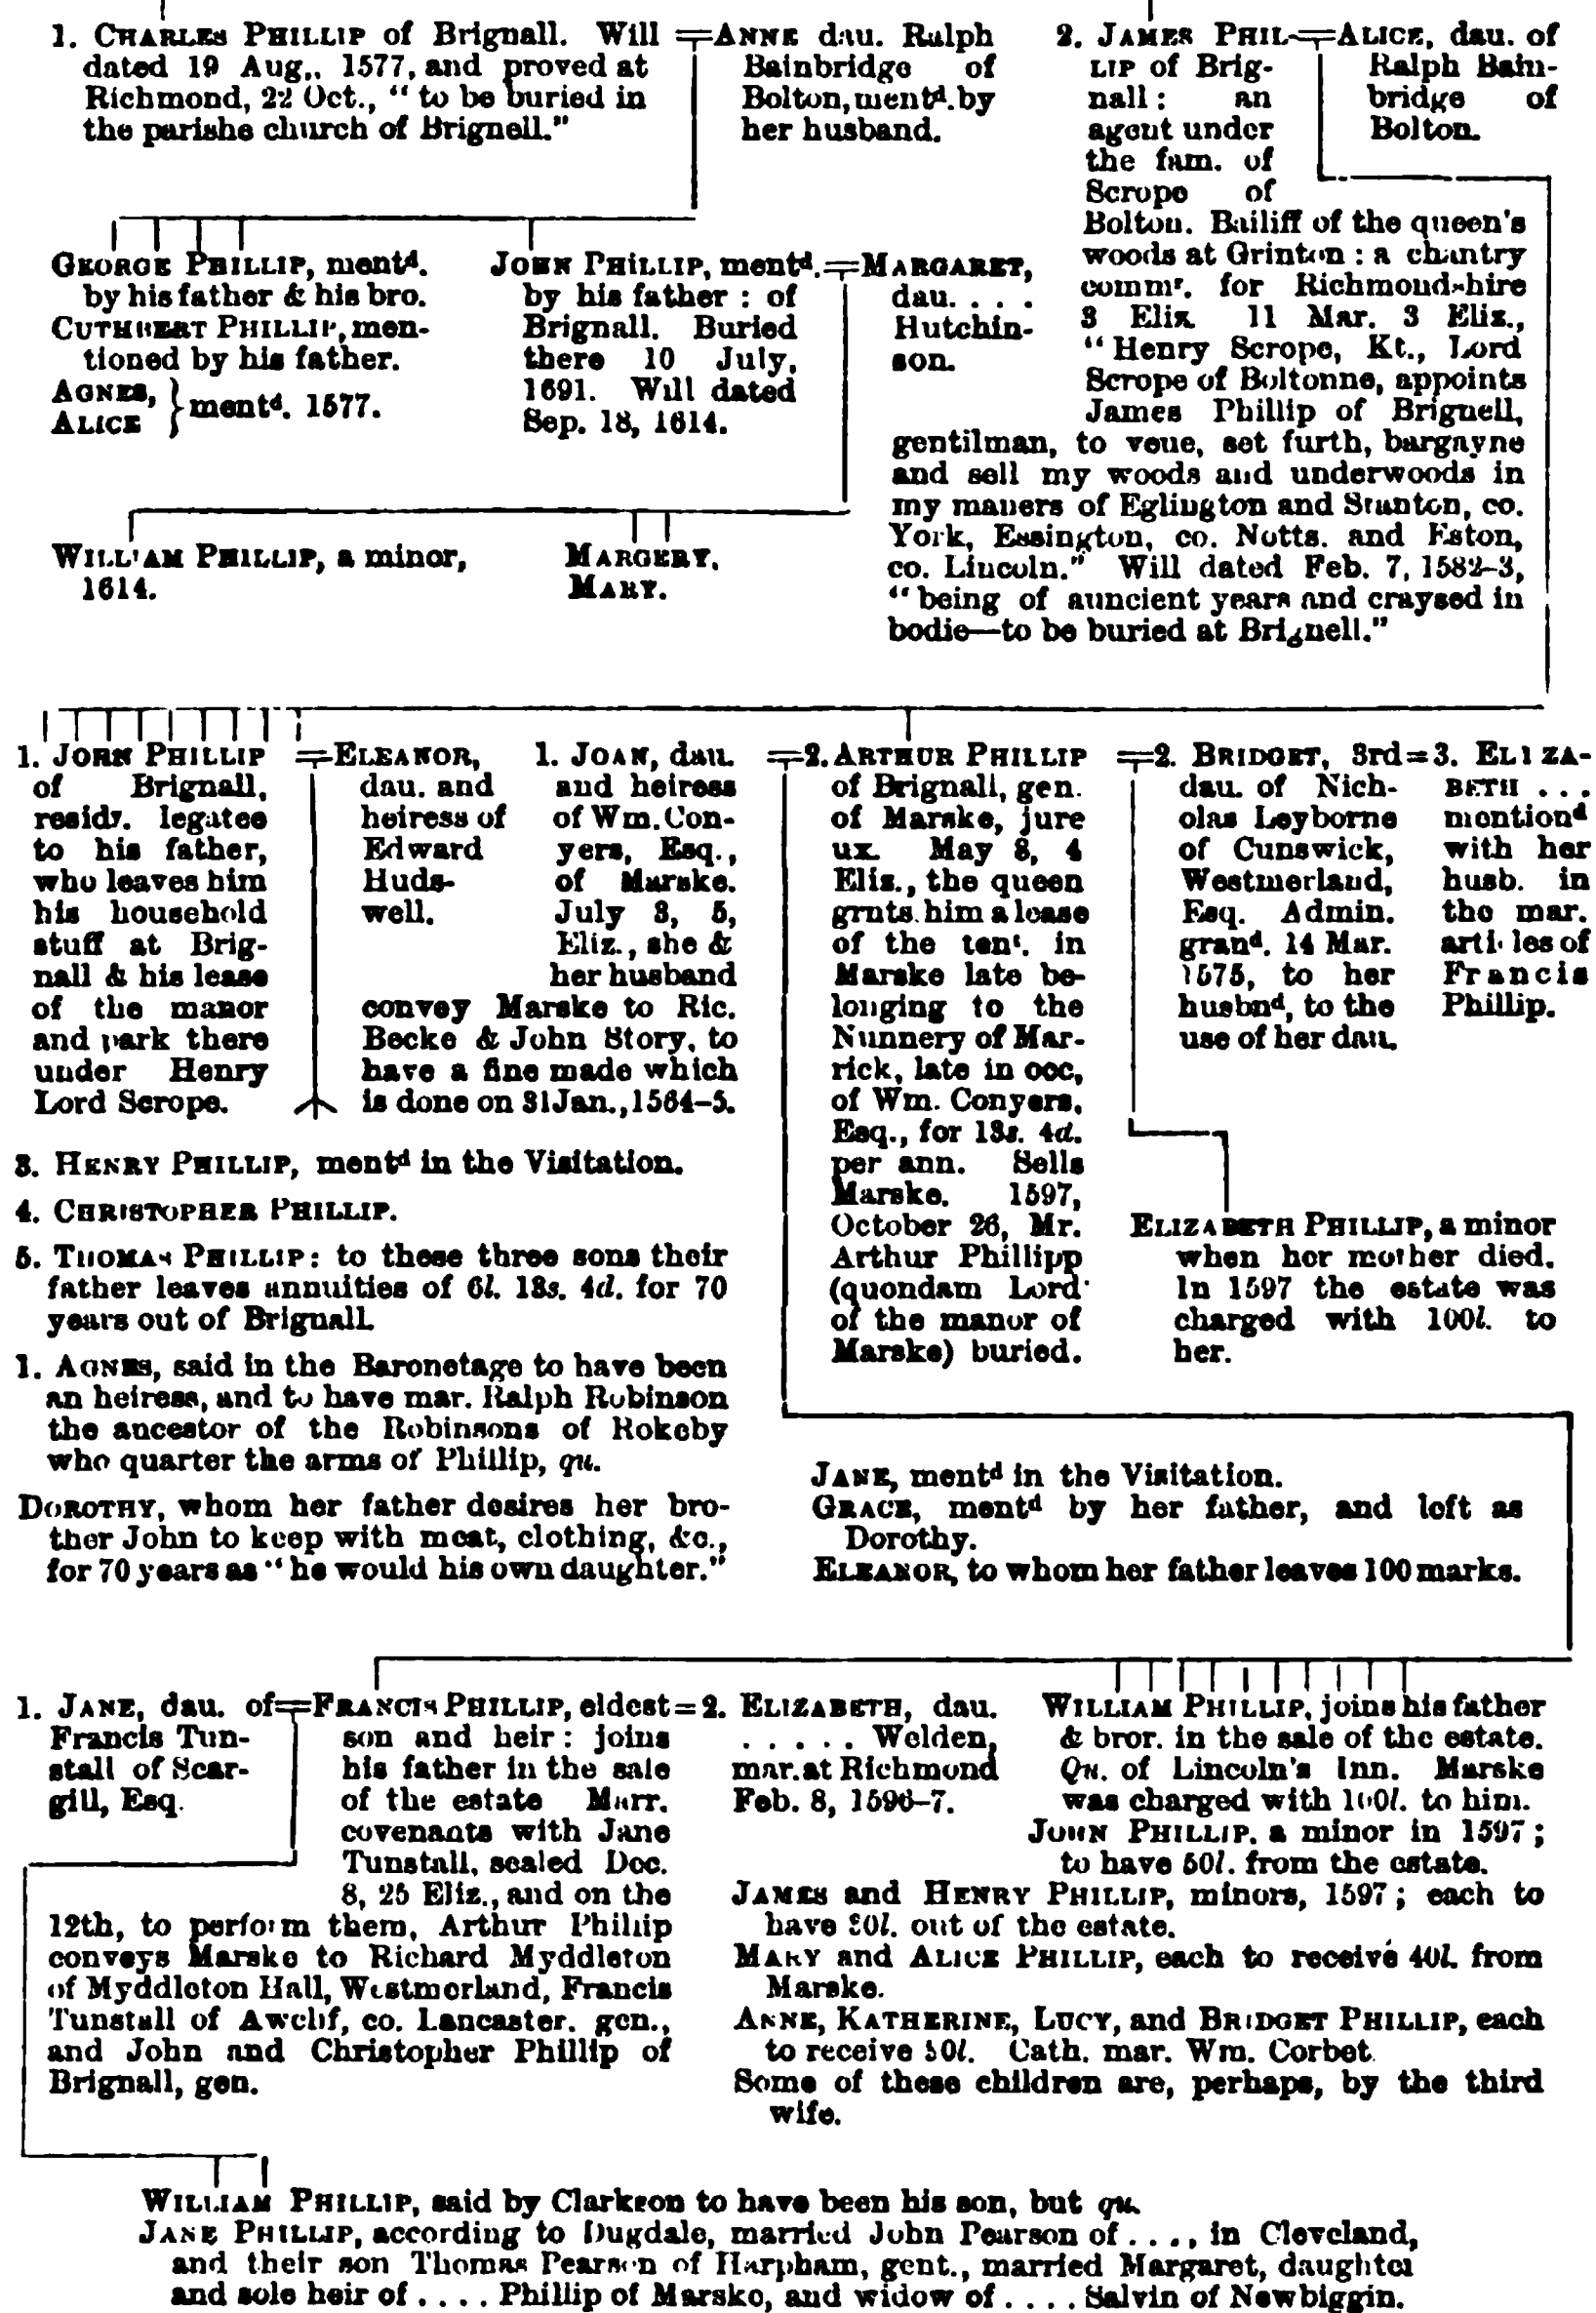 1. CHARLES PHILLIP of Brignall. Will
dated 19 Aug., 1577, and proved at
Richmond, 22 Oct., "to be buried in
the parishe church of Brignell."
ANNE dau. Ralph
Bainbridge of
Bolton, mentd. by
her husband.
2. JAMES PHIL-
LIP of Brig-
nall: an
agent under
the fam. of
Scrope of
Bolton. Bailiff of the queen's
woods at Grinton: a chantry
commr. for Richmondshire
3 Eliz. 11 Mar. 3 Eliz.,
"Henry Scrope, Kt., Lord
Scrope of Boltonne, appoints
James Phillip of Brignell,
gentilman, to veue, set furth, bargayne
and sell my woods and underwoods in
my maners of Eglington and Stanton, co.
York, Essington, co. Notts. and Eston,
co. Lincoln." Will dated Feb. 7, 1582-3,
"being of auncient years and craysed in
bodie—to be buried at Brignell."
ALICE, dau. of
Ralph Bain-
bridge of
Bolton.
GEORGE PHILLIP, mentd.
by his father & his bro.
CUTHBERT PHILLIP, men-
tioned by his father.
AGNES,
ALICE } mentd. 1577.
JOHN PHILLIP, mentd.
by his father: of
Brignall. Buried
there 10 July,
1691. Will dated
Sep. 18, 1614.
MARGARET,
dau. . . .
Hutchin-
son.
WILLIAM PHILLIP, a minor,
1614.
MARGERY.
MARY.
1. JOHN PHILLIP
of Brignall,
residy. legatee
to his father,
who leaves him
his household
stuff at Brig-
nall & his lease
of the manor
and park there
under Henry
Lord Scrope.
ELEANOR,
dau. and
heiress of
Edward
Huds-
well.
1. JOAN, dau.
and heiress
of Wm. Con-
yers, Esq.,
of Marske.
July 3, 5,
Eliz., she &
her husband
convey Marske to Ric.
Becke & John Story, to
have a fine made which
is done on 31 Jan., 1564-5.
2. ARTHUR PHILLIP
of Brignall, gen.
of Marske, jure
ux. May 8, 4
Eliz., the queen
grnts. him a lease
of the tent. in
Marske late be-
longing to the
Nunnery of Mar-
rick, late in occ,
of Wm. Conyers,
Esq., for 13s. 4d.
per ann. Sells
Marske. 1597,
October 26, Mr.
Arthur Phillipp
(quondam Lord
of the manor of
Marske) buried.
2. BRIDGET, 3rd
dau. of Nich-
olas Leyborne
of Cunswick,
Westmerland,
Esq. Admin.
grand. 14 Mar.
1575, to her
husbnd, to the
use of her dau.
3. ELIZA-
BETH . . .
mentiond
with her
husb. in
the mar.
articles of
Francis
Phillip.
3. HENRY PHILLIP, mentd in the Visitation.
4. CHRISTOPHER PHILLIP.
5. THOMAS PHILLIP: to these three sons their
father leaves annuities of 6l. 13s. 4d. for 70
years out of Brignall.
1. AGNES, said in the Baronetage to have been
an heiress, and to have mar. Ralph Robinson
the ancestor of the Robinsons of Rokeby
who quarter the arms of Phillip, qu.
DOROTHY, whom her father desires her bro-
ther John to keep with meat, clothing, &c.,
for 70 years as "he would his own daughter."
ELIZABETH PHILLIP, a minor
when her mother died.
In 1597 the estate was
charged with 100l. to
her.
JANE, mentd in the Visitation.
GRACE, mentd by her father, and left as
Dorothy.
ELEANOR, to whom her father leaves 100 marks.
1. JANE, dau. of
Francis Tun-
stall of Scar-
gill, Esq.
FRANCIS PHILLIP, eldest
son and heir: joins
his father in the sale
of the estate Marr.
covenants with Jane
Tunstall, sealed Dec.
8, 25 Eliz., and on the
12th, to perform them, Arthur Phillip
conveys Marske to Richard Myddleton
of Myddleton Hall, Westmorland, Francis
Tunstall of Awclif, co. Lancaster, gen.,
and John and Christopher Phillip of
Brignall, gen.
2. ELIZABETH, dau.
. . . . . Welden,
mar. at Richmond
Feb. 8, 1596-7.
WILLIAM PHILLIP, joins his father
& bror. in the sale of the estate.
Qu. of Lincoln's Inn. Marske
was charged with 100l. to him.
JOHN PHILLIP, a minor in 1597;
to have 50l. from the estate.
JAMES and HENRY PHILLIP, minors, 1597; each to
have out of the estate.
MARY and ALICE PHILLIP, each to receive 40l. from
Marske.
ANNE, KATHERINE, LUCY, and BRIDGET PHILLIP, each
to receive Cath. mar. Wm. Corbet.
Some of these children are, perhaps, by the third
wife.
WILLIAM PHILLIP, said by Clarkson to have been his son, but qu.
JANE PHILLIP, according to Dugdale, married John Pearson of . . . ., in Cleveland,
and their son Thomas Pearson of Harpham, gent., married Margaret, daughter
and sole heir of . . . . Phillip of Marske, and widow of . . . . Salvin of Newbiggin.